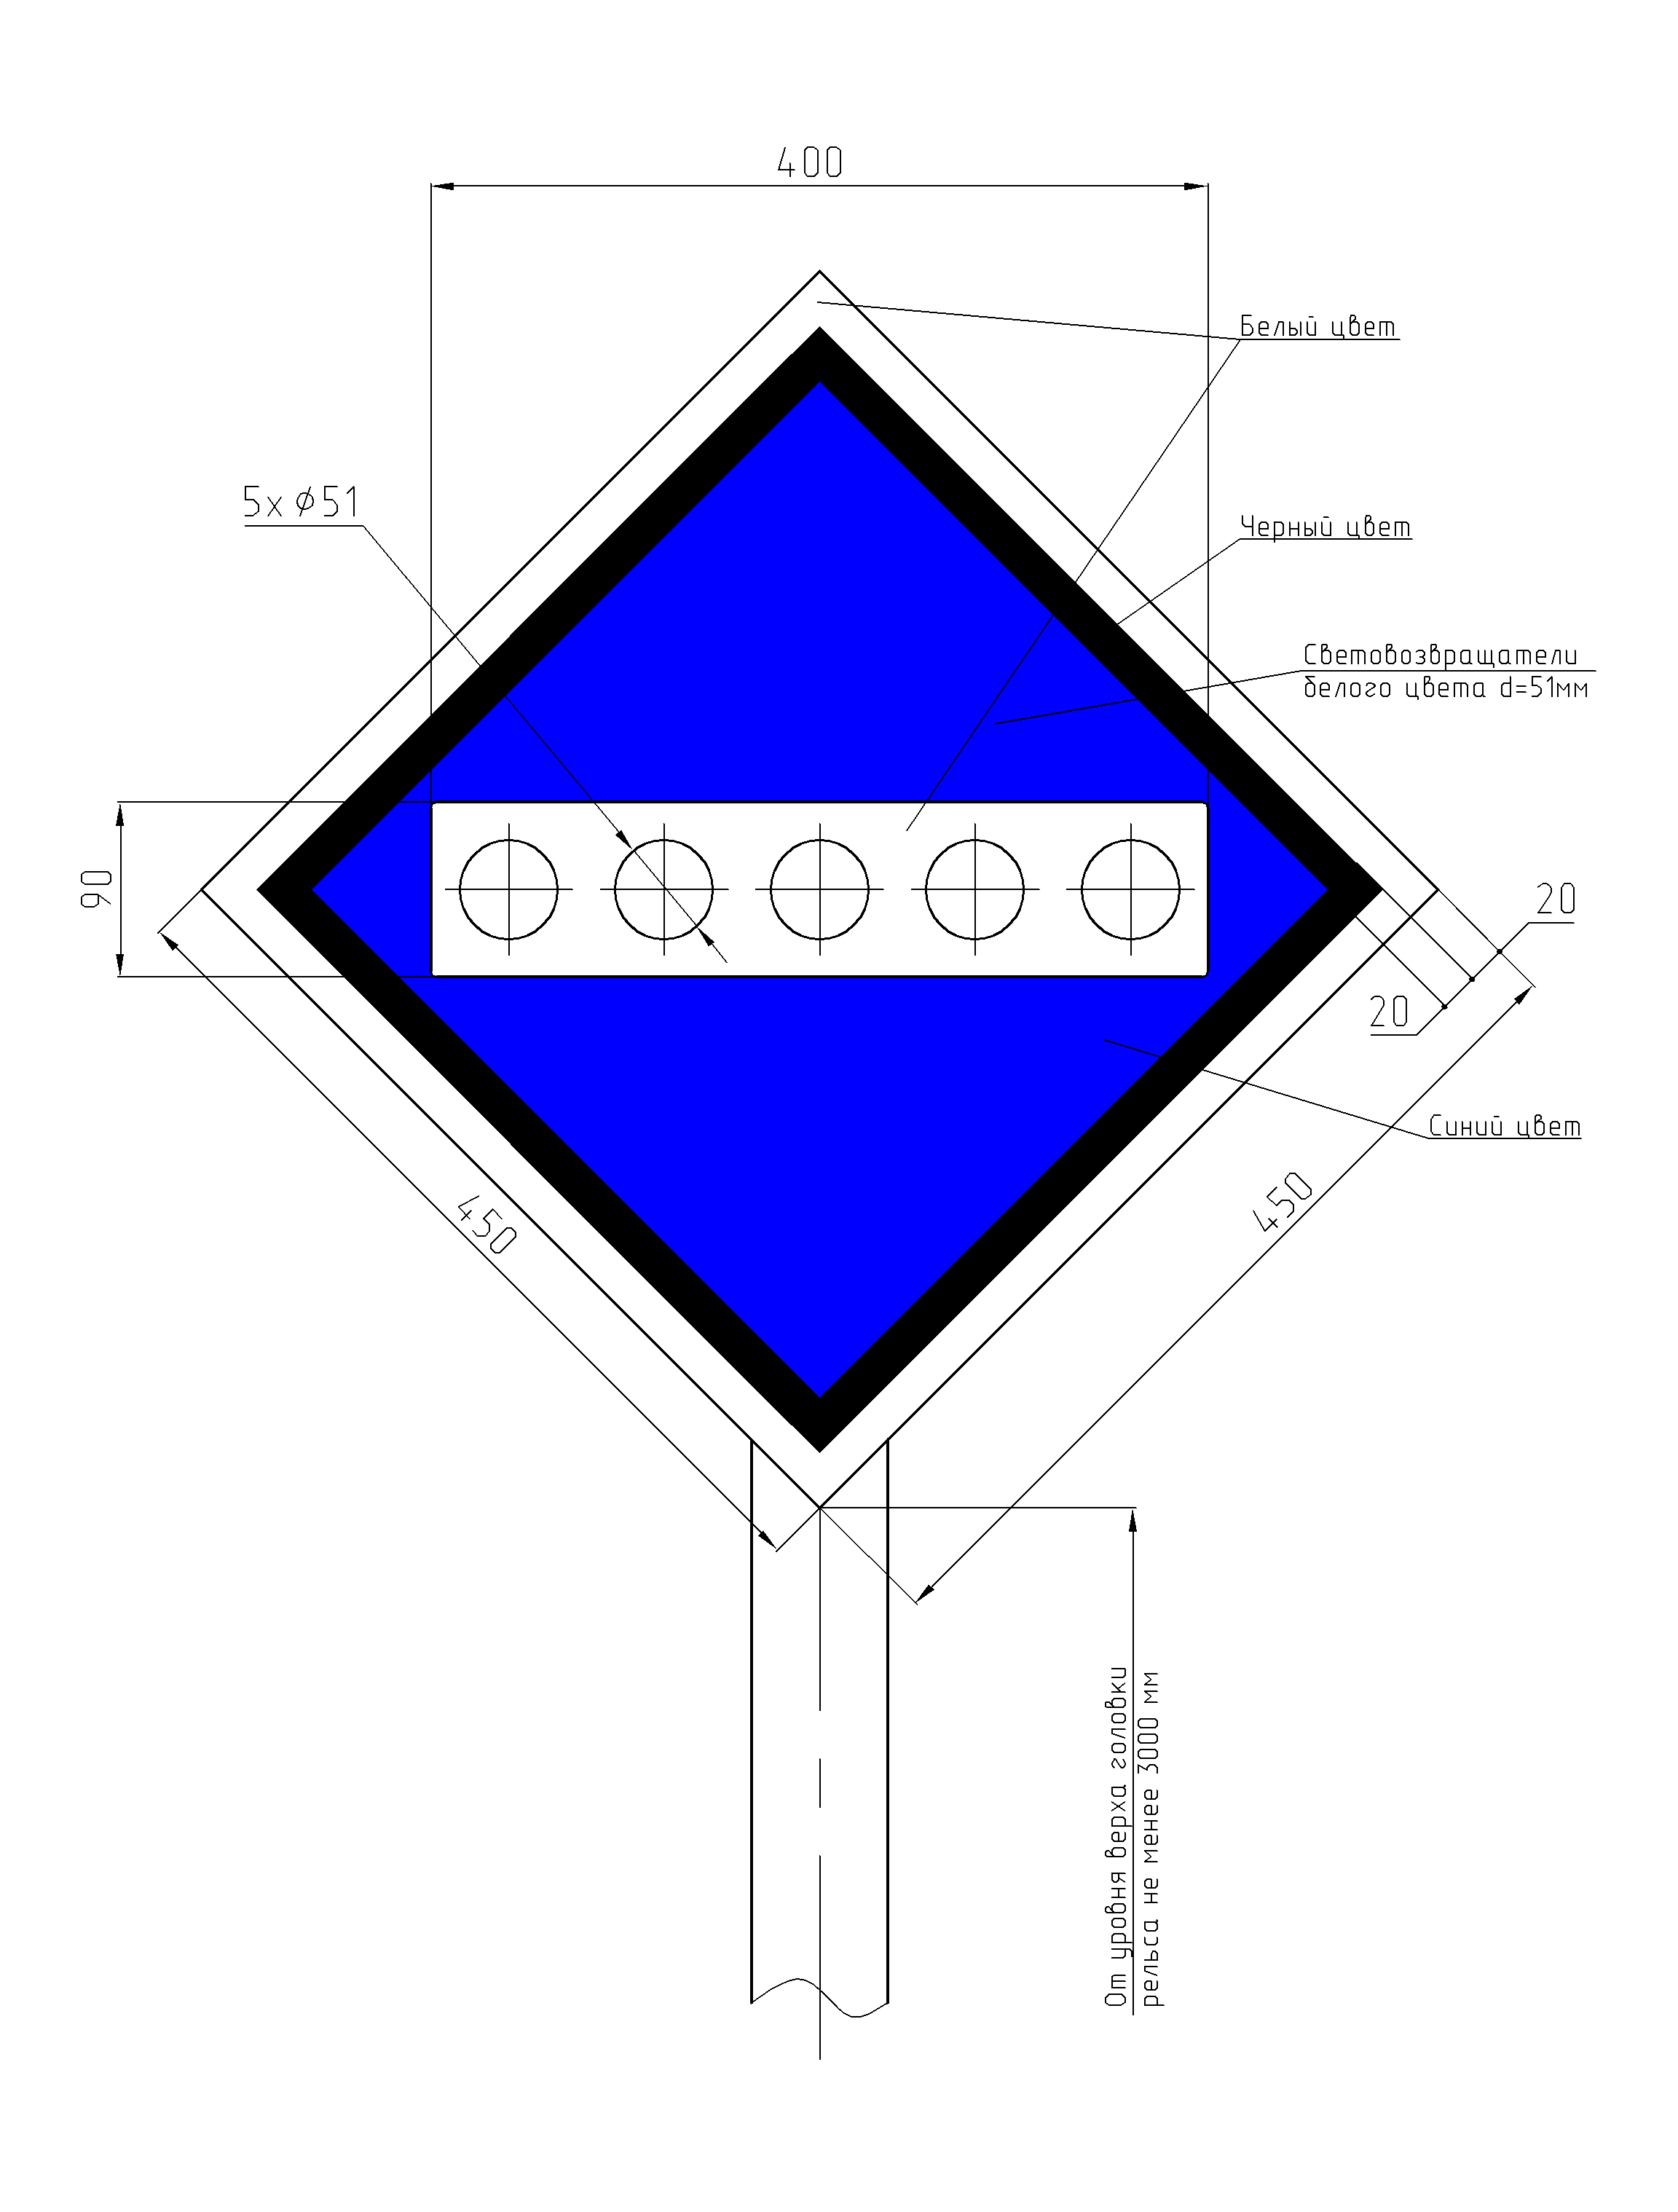 400
Белый цвет
5x ⌀51
Черный цвет
Световозвращатели
белого цвета d=51мм
90
20
20
Синий цвет
450
450
От уровня верха головки
рельса не менее 3000 мм